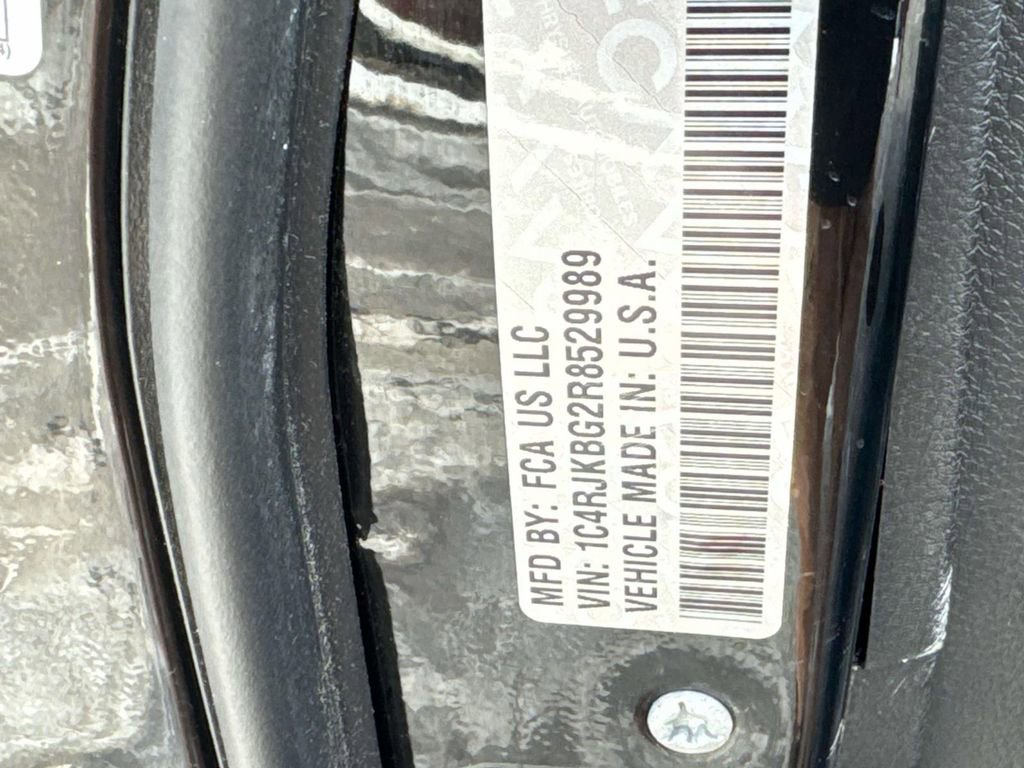 MFD BY: FCA US LLC
VIN: 1C4RJKBG2R8529989
VEHICLE MADE IN: U.S.A.